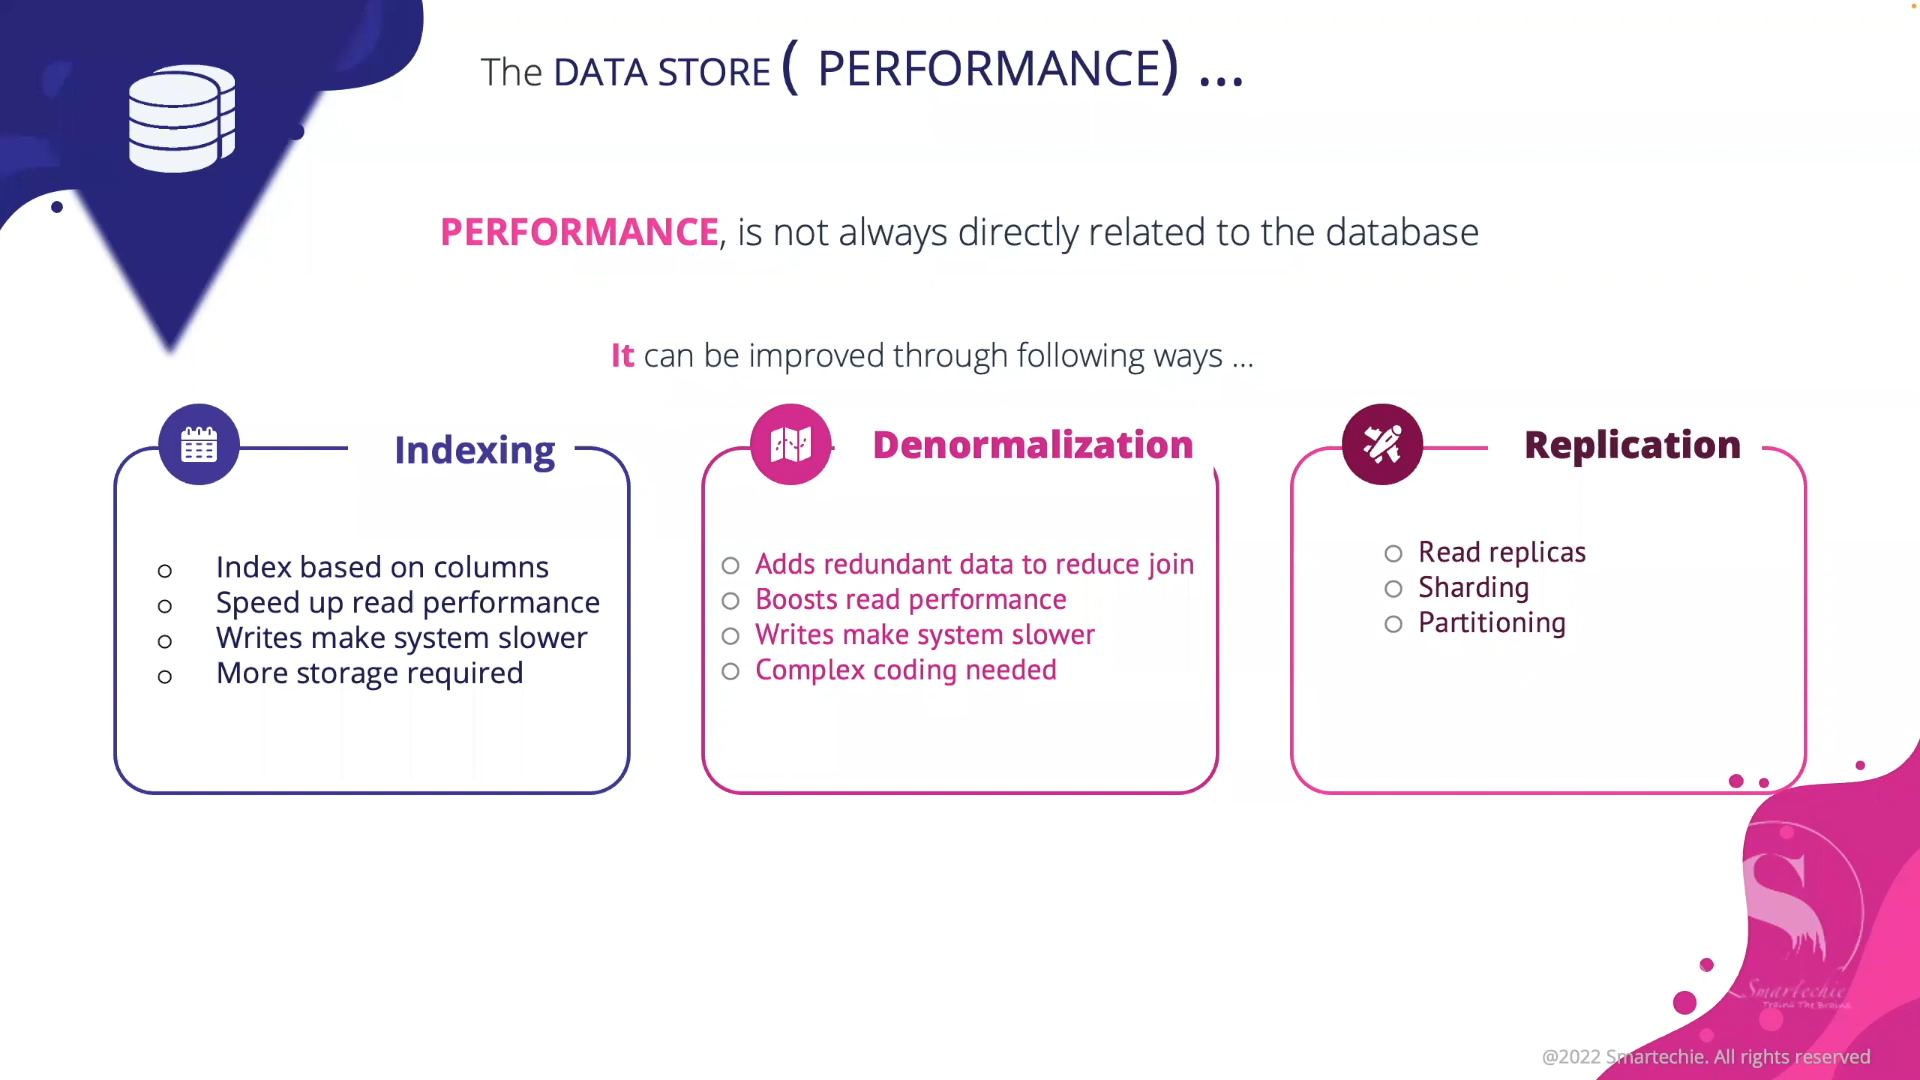 The DATA STORE ( PERFORMANCE) ...
PERFORMANCE, is not always directly related to the database
It can be improved through following ways ...
Indexing
Index based on columns
Speed up read performance
Writes make system slower
More storage required
Denormalization
Adds redundant data to reduce join
Boosts read performance
Writes make system slower
Complex coding needed
Replication
Read replicas
Sharding
Partitioning
S
Smartechie
@2022 Smartechie. All rights reserved